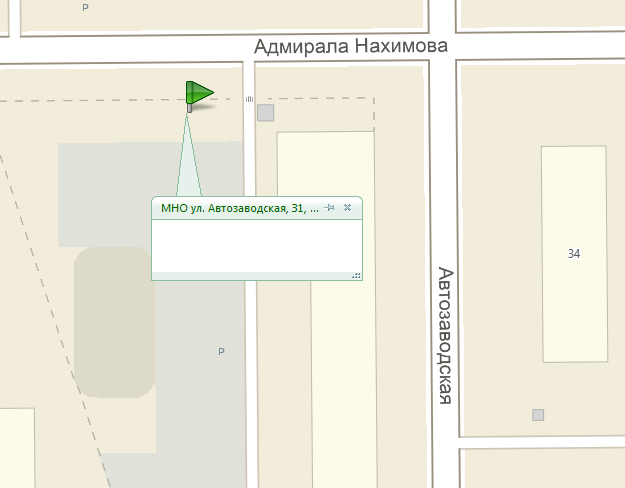 P
Адмирала Нахимова
МНО ул. Автозаводская, 31, ...
34
Автозаводская
P